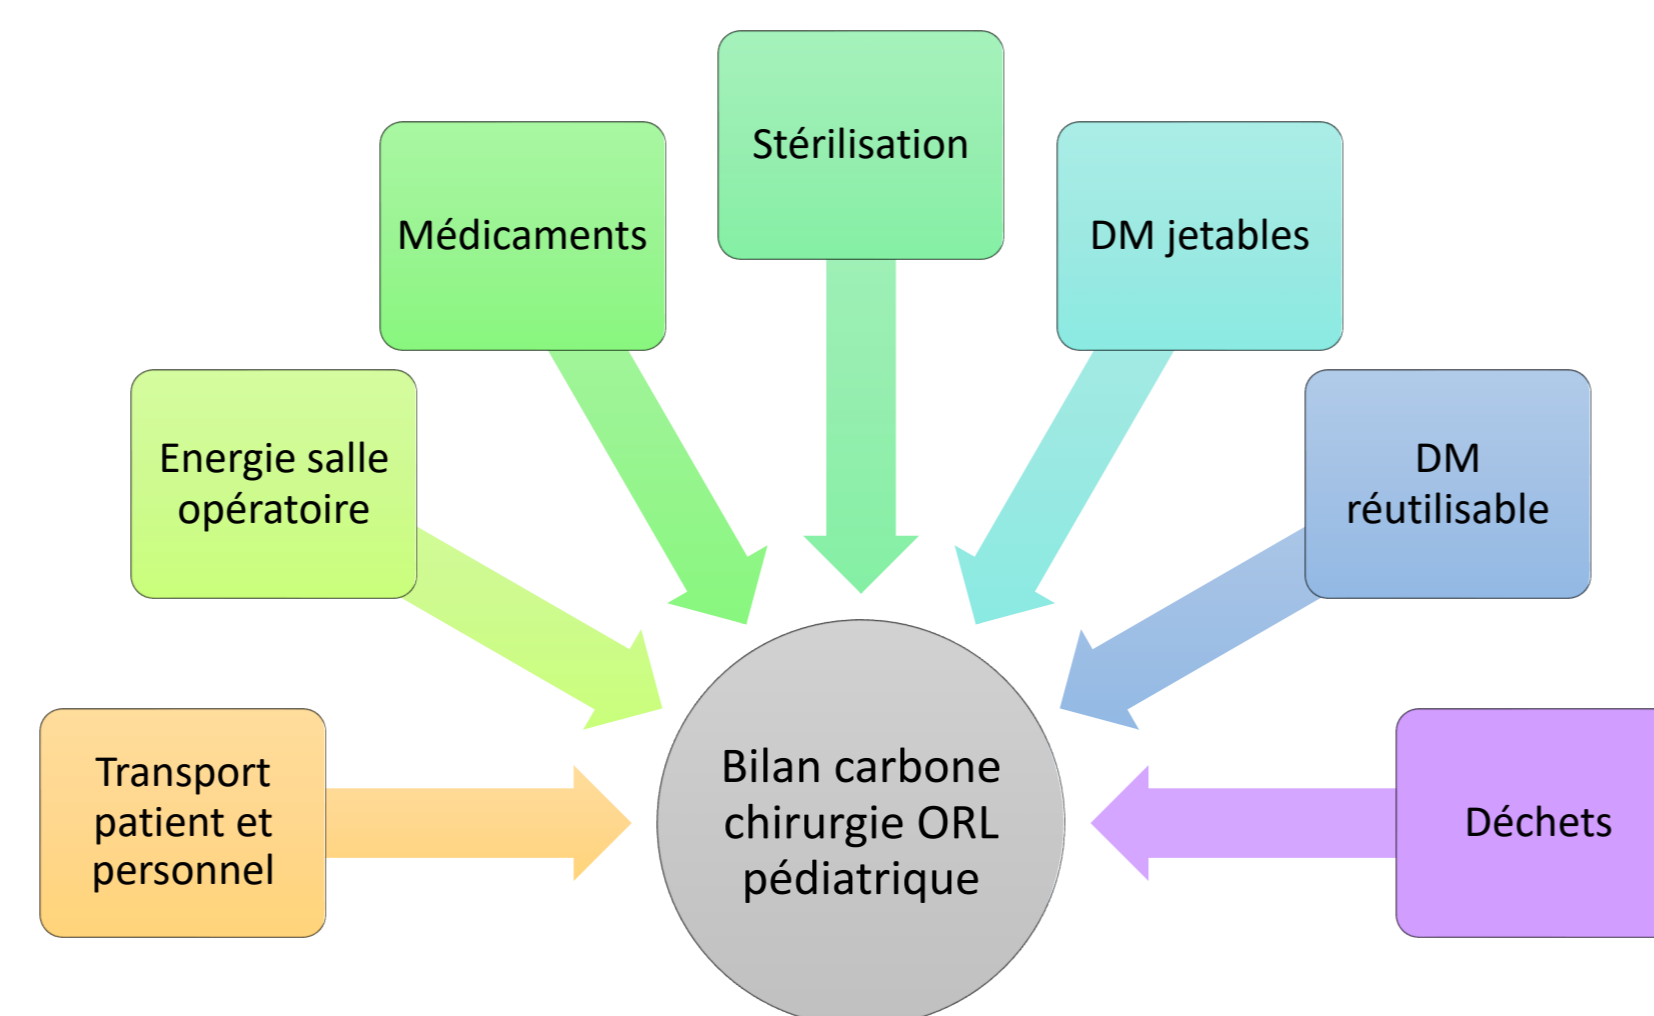 Stérilisation
Médicaments
DM jetables
Energie salle
opératoire
DM
réutilisable
Transport
patient et
personnel
Bilan carbone
chirurgie ORL
pédiatrique
Déchets